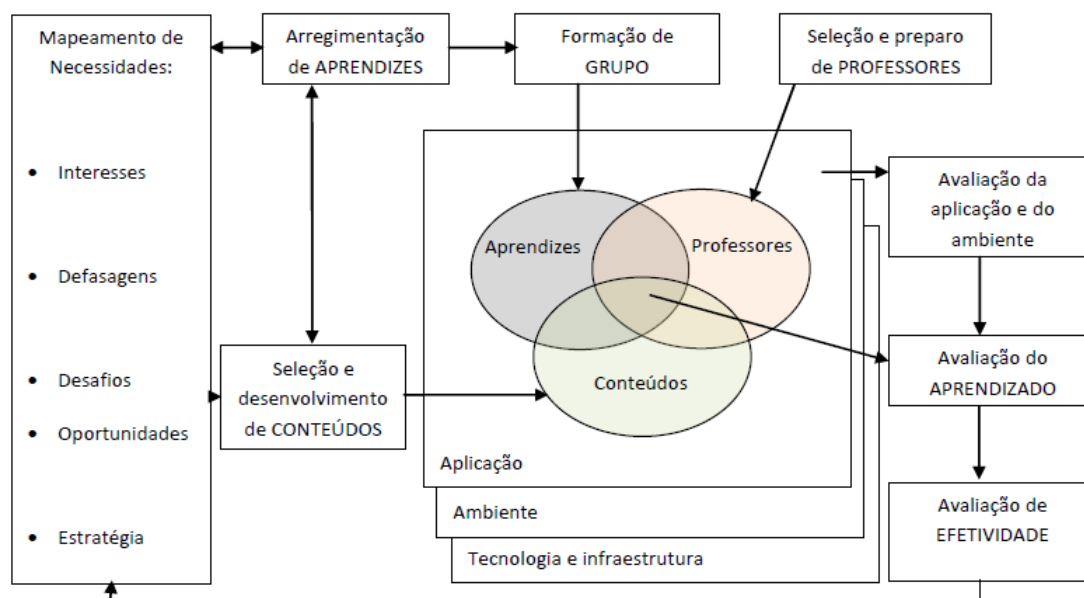 Mapeamento de
Necessidades:
• Interesses
• Defasagens
• Desafios
• Oportunidades
• Estratégia
Arregimentação
de APRENDIZES
Formação de
GRUPO
Seleção e preparo
de PROFESSORES
Seleção e
desenvolvimento
de CONTEÚDOS
Aprendizes
Professores
Conteúdos
Aplicação
Ambiente
Tecnologia e infraestrutura
Avaliação da
aplicação e do
ambiente
Avaliação do
APRENDIZADO
Avaliação de
EFETIVIDADE